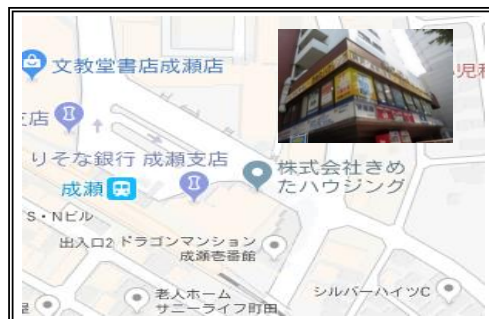 文教堂書店成瀬店
児科
支店
りそな銀行 成瀬支店
株式会社きめ
たハウジング
成瀬
S・Nビル
出入口2
ドラゴンマンション
成瀬壱番館
老人ホーム
サニーライフ町田
シルバーハイツC